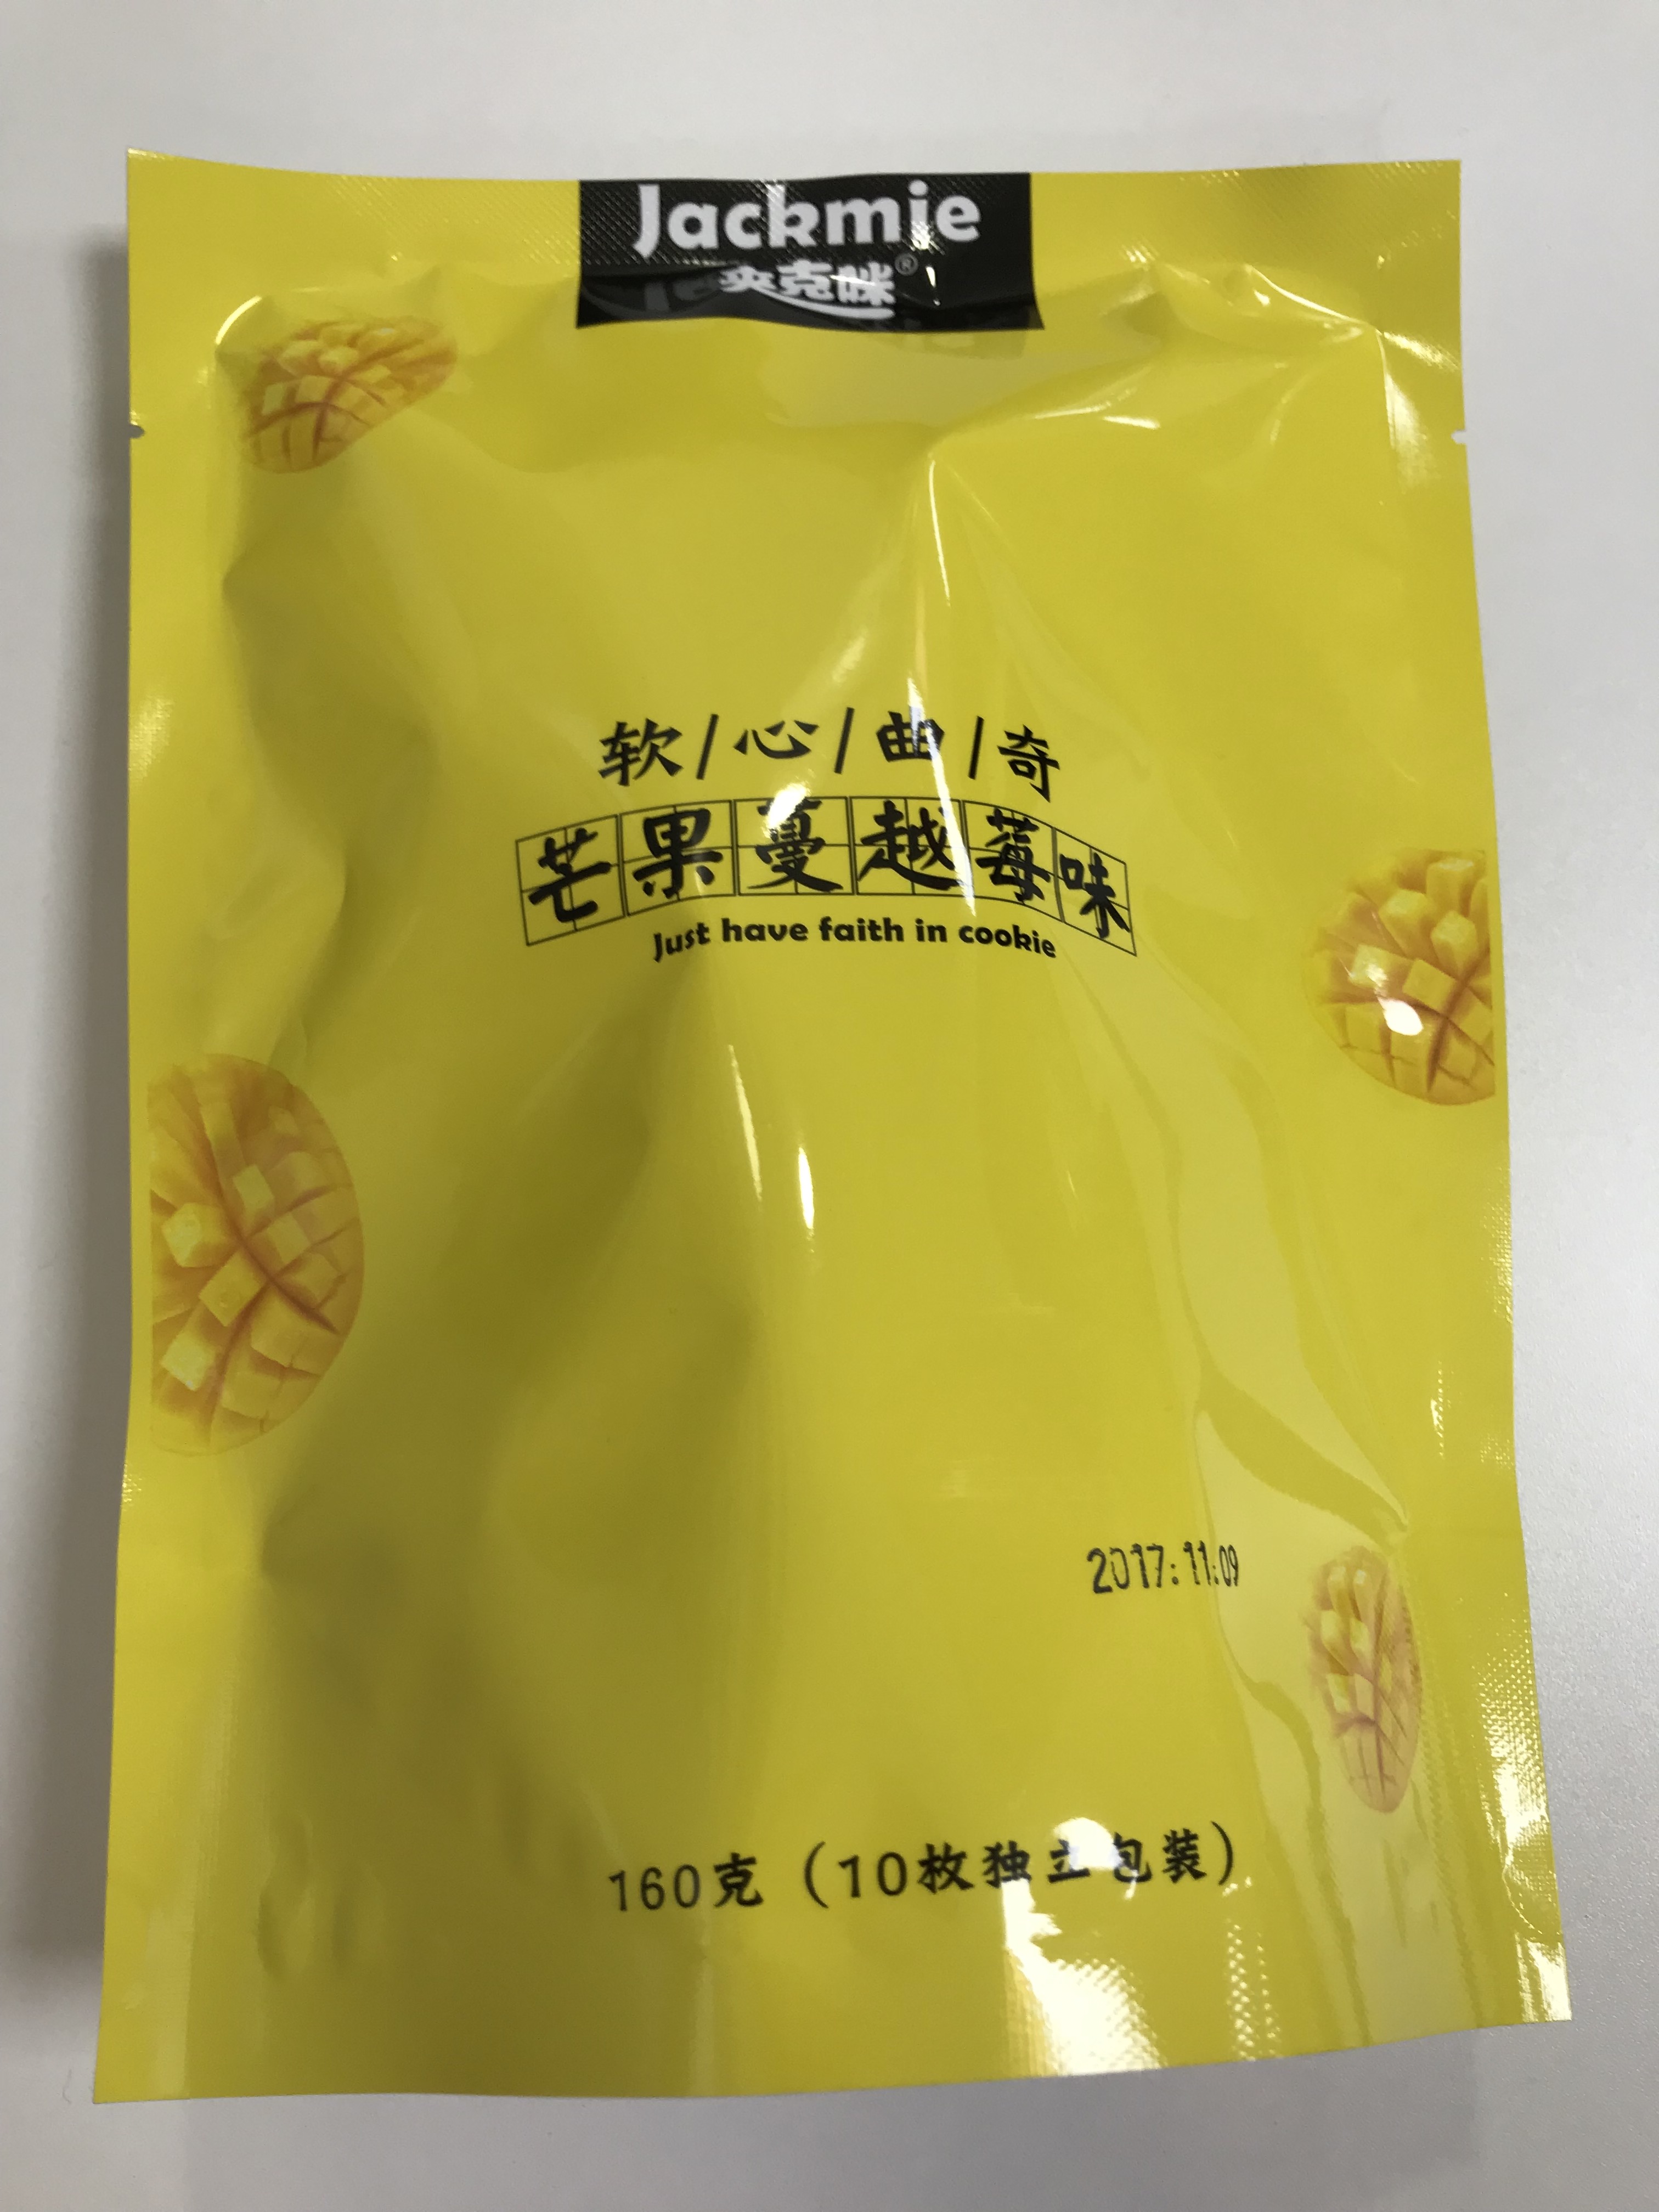 Jackmie
夹克咪®
软/心/曲/奇
芒果蔓越莓味
Just have faith in cookie
2017:11:09
160克（10枚独立包装）